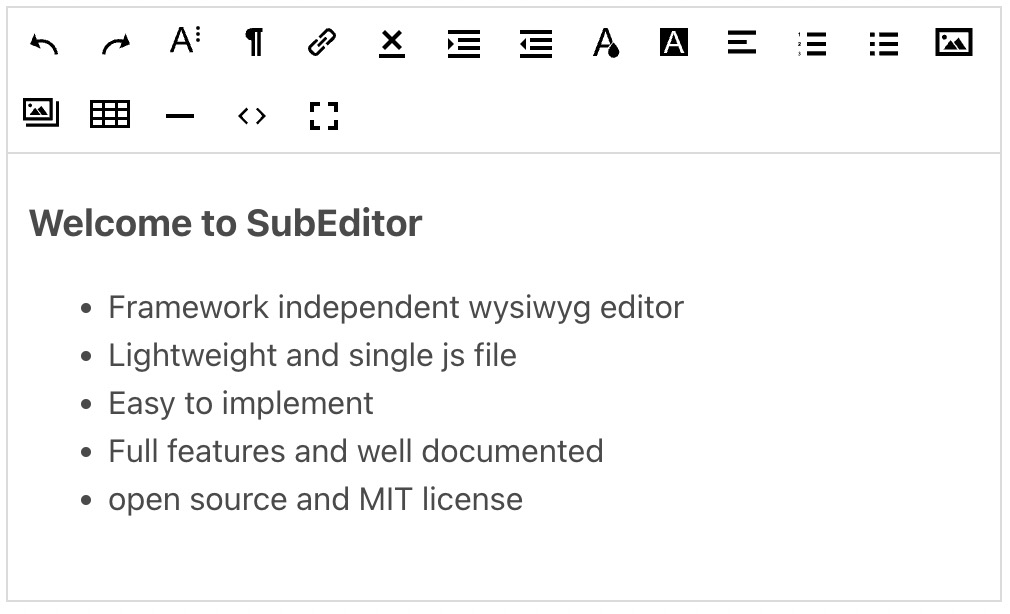 Welcome to SubEditor
Framework independent wysiwyg editor
Lightweight and single js file
Easy to implement
Full features and well documented
open source and MIT license